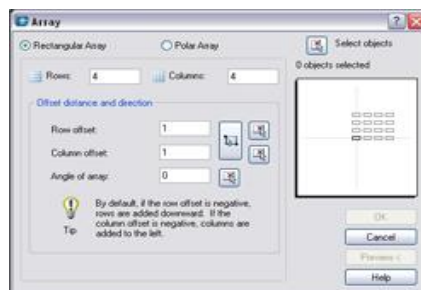 Array
Rectangular Array
Polar Array
Select objects
0 objects selected
Rows: 4
Columns: 4
Offset distance and direction
Row offset: 1
Column offset: 1
Angle of array: 0
By default, if the row offset is negative,
rows are added downward. If the
column offset is negative, columns are
added to the left.
Tip
OK
Cancel
Preview <
Help